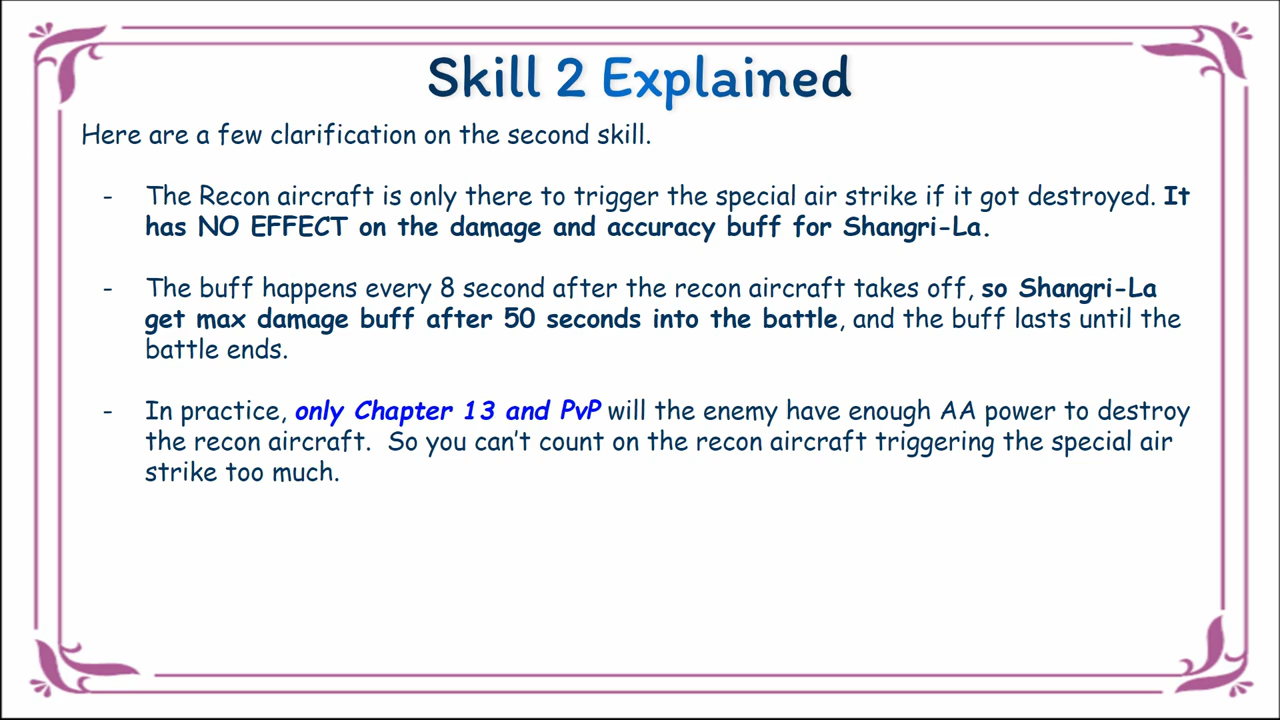 Skill 2 Explained
Here are a few clarification on the second skill.
- The Recon aircraft is only there to trigger the special air strike if it got destroyed. It
has NO EFFECT on the damage and accuracy buff for Shangri-La.
- The buff happens every 8 second after the recon aircraft takes off, so Shangri-La
get max damage buff after 50 seconds into the battle, and the buff lasts until the
battle ends.
- In practice, only Chapter 13 and PvP will the enemy have enough AA power to destroy
the recon aircraft.  So you can't count on the recon aircraft triggering the special air
strike too much.